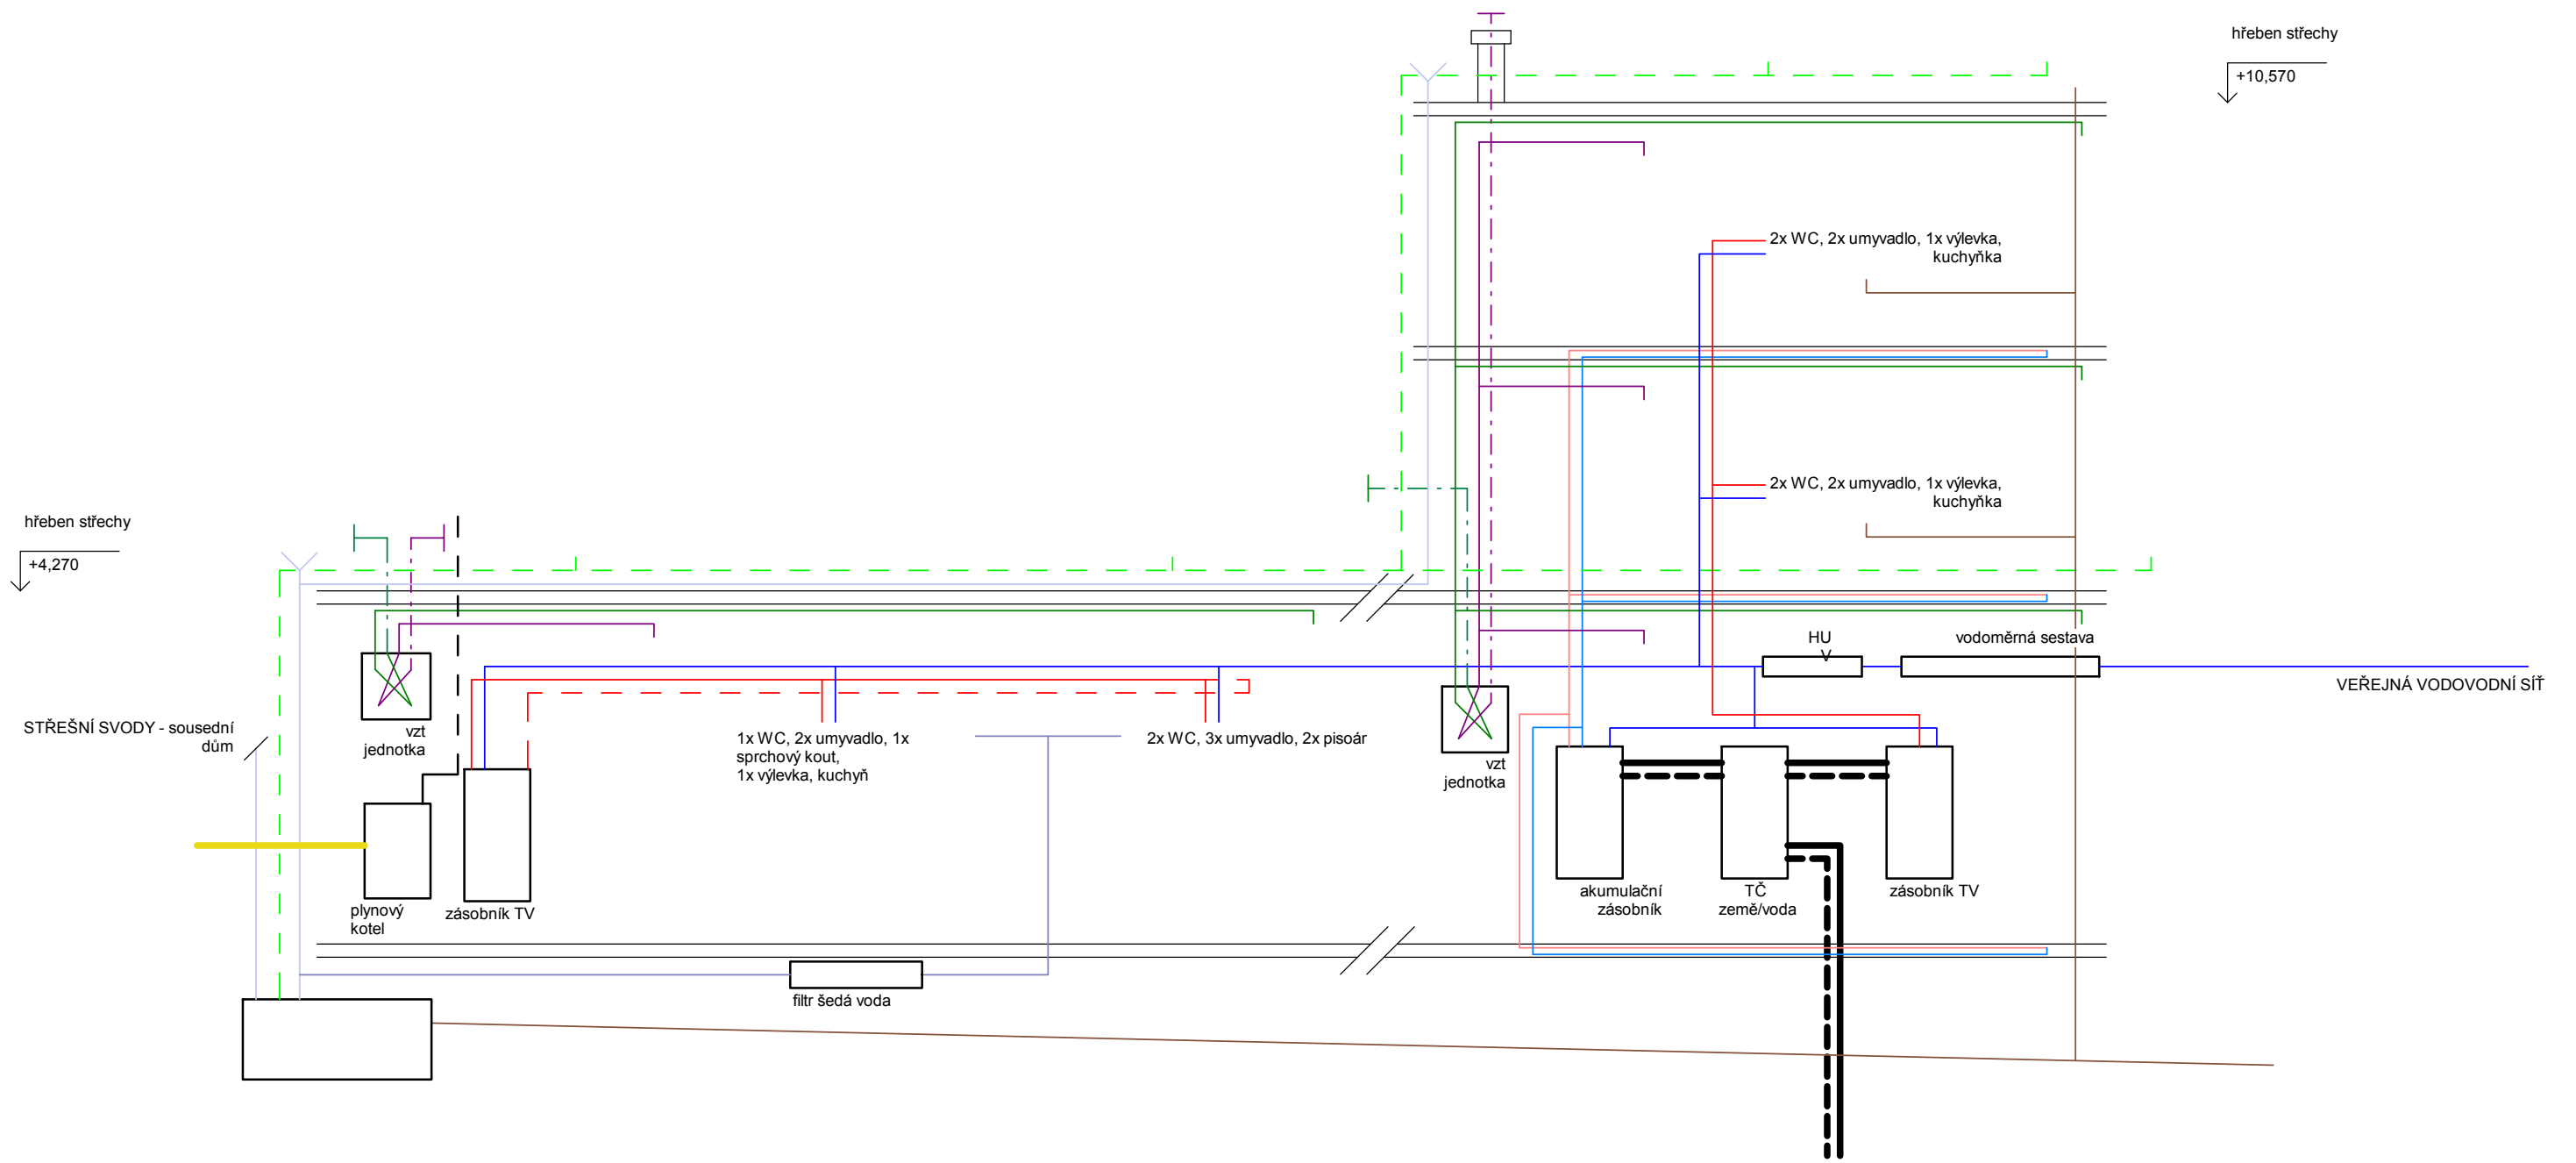 hřeben střechy
+10,570
2x WC, 2x umyvadlo, 1x výlevka,
kuchyňka
2x WC, 2x umyvadlo, 1x výlevka,
kuchyňka
hřeben střechy
+4,270
HU
V
vodoměrná sestava
VEŘEJNÁ VODOVODNÍ SÍŤ
STŘEŠNÍ SVODY - sousední
dům
vzt
jednotka
1x WC, 2x umyvadlo, 1x
sprchový kout,
1x výlevka, kuchyň
2x WC, 3x umyvadlo, 2x pisoár
vzt
jednotka
plynový
kotel
zásobník TV
akumulační
zásobník
TČ
země/voda
zásobník TV
filtr šedá voda